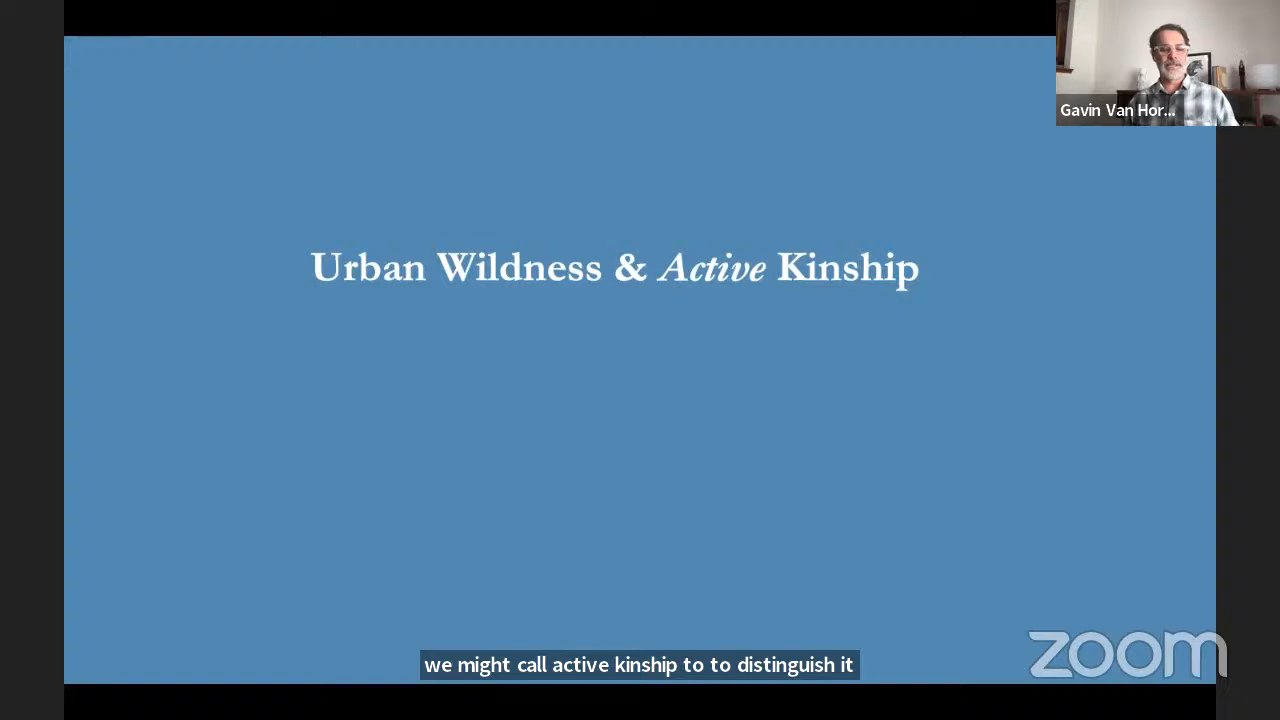 Gavin Van Hor...
Urban Wildness & Active Kinship
we might call active kinship to to distinguish it
zoom